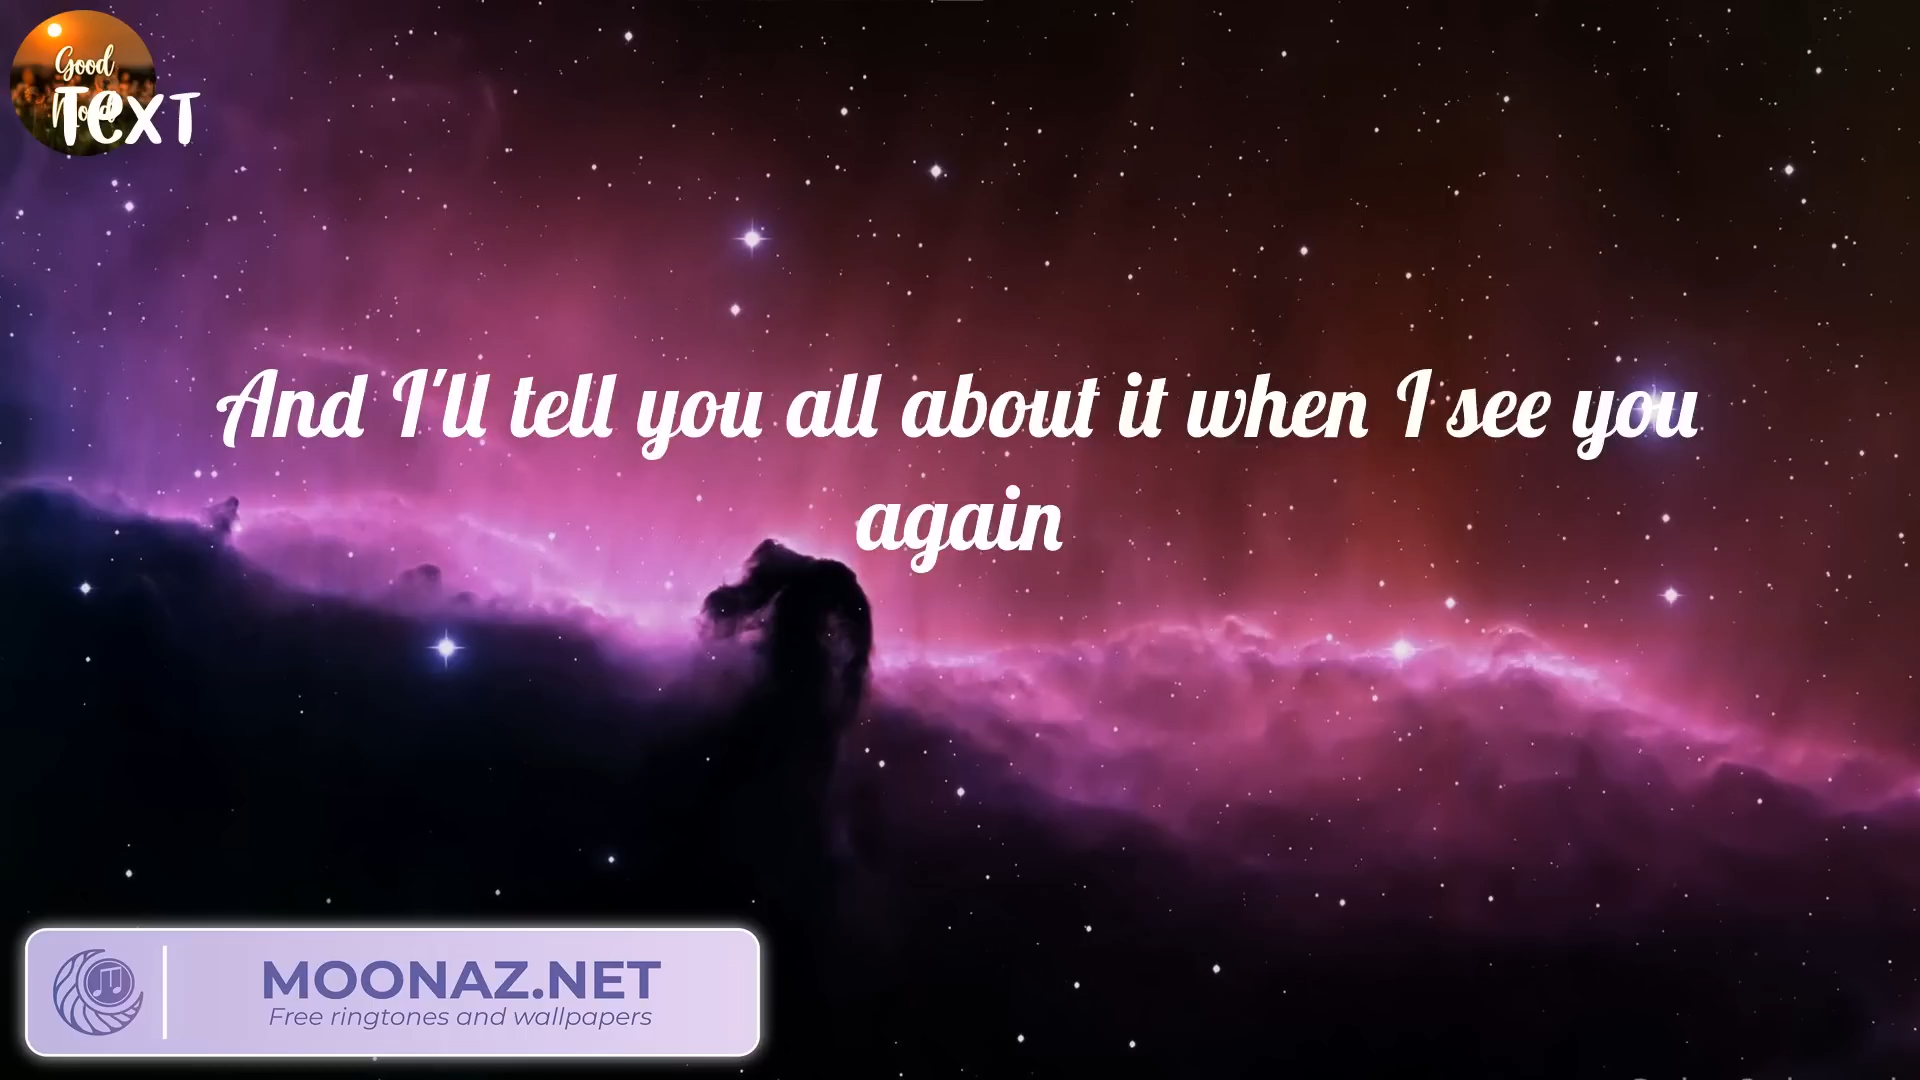 Good
Text
And I'll tell you all about it when I see you
again
MOONAZ.NET
Free ringtones and wallpapers